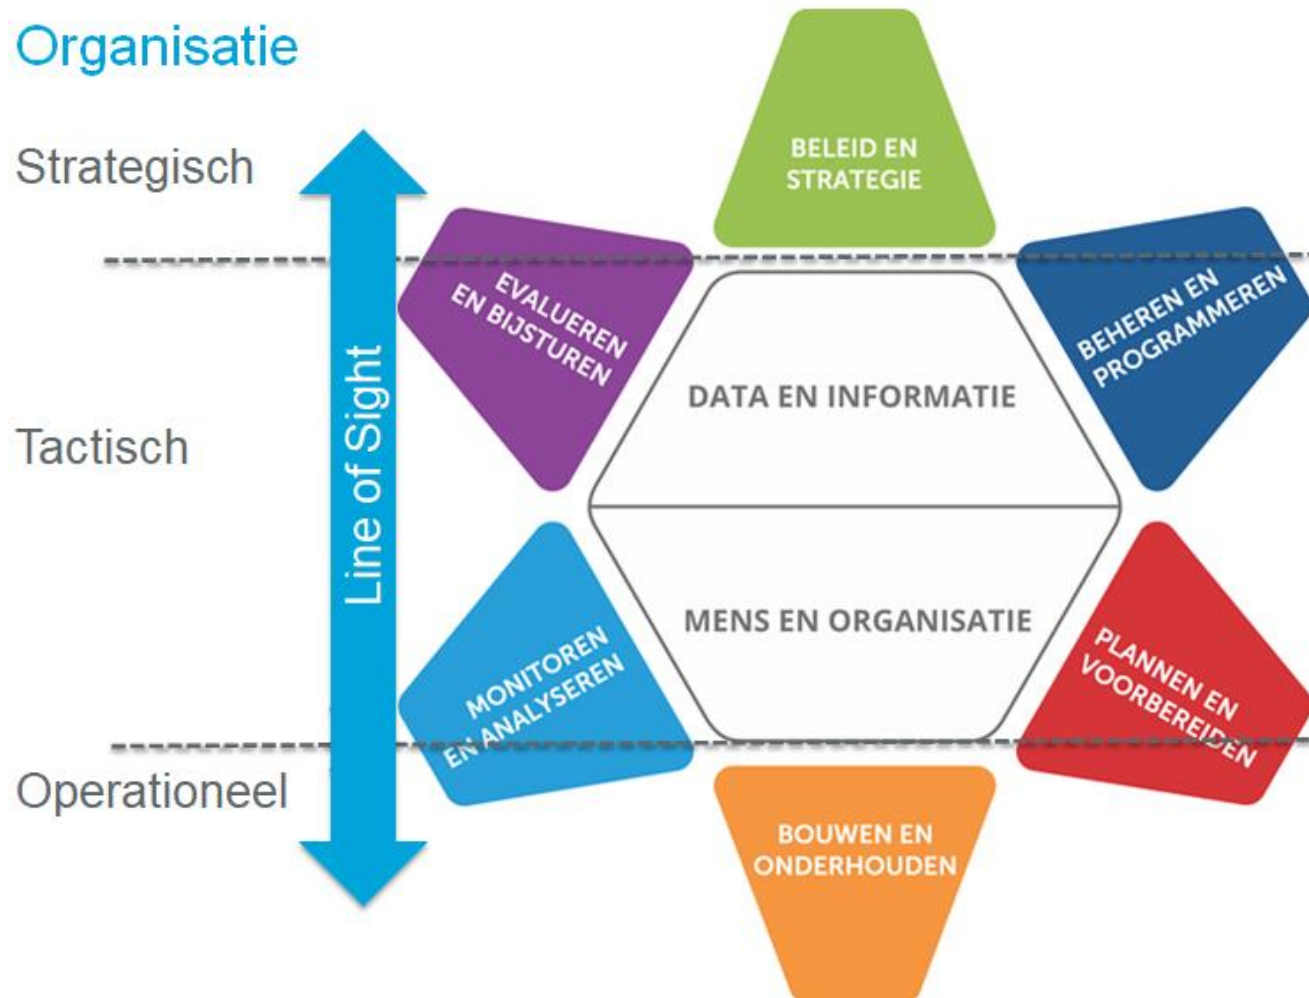 Organisatie
Strategisch
BELEID EN
STRATEGIE
EVALUEREN
EN BIJSTUREN
BEHEREN EN
PROGRAMMEREN
DATA EN INFORMATIE
Tactisch
Line of Sight
MENS EN ORGANISATIE
MONITOREN
EN ANALYSEREN
PLANNEN EN
VOORBEREIDEN
Operationeel
BOUWEN EN
ONDERHOUDEN